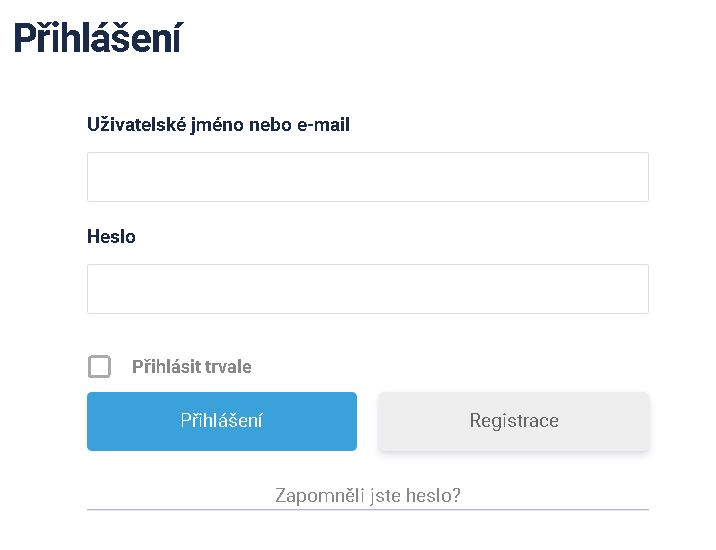 Přihlášení
Uživatelské jméno nebo e-mail
Heslo
Přihlásit trvale
Přihlášení
Registrace
Zapomněli jste heslo?